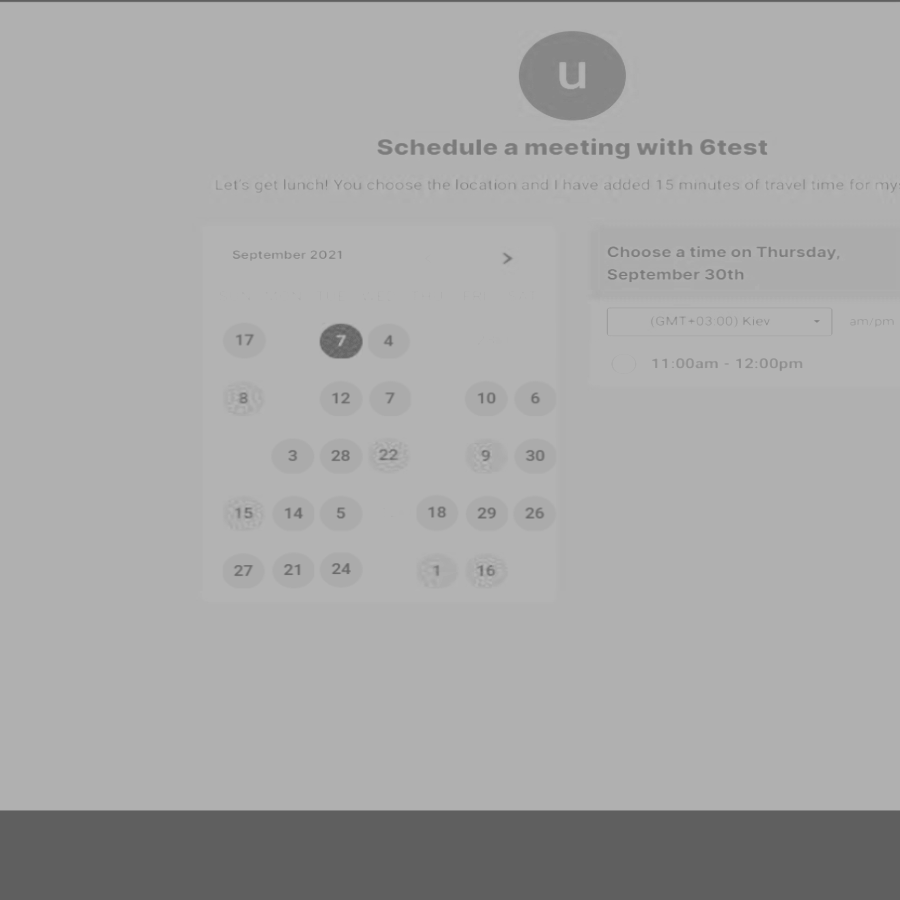 u
Schedule a meeting with 6test
Let's get lunch! You choose the location and I have added 15 minutes of travel time for my
September 2021
17 7 4
8 12 7 10 6
3 28 22 9 30
15 14 5 18 29 26
27 21 24 1 16
Choose a time on Thursday,
September 30th
(GMT+03:00) Kiev am/pm
11:00am - 12:00pm